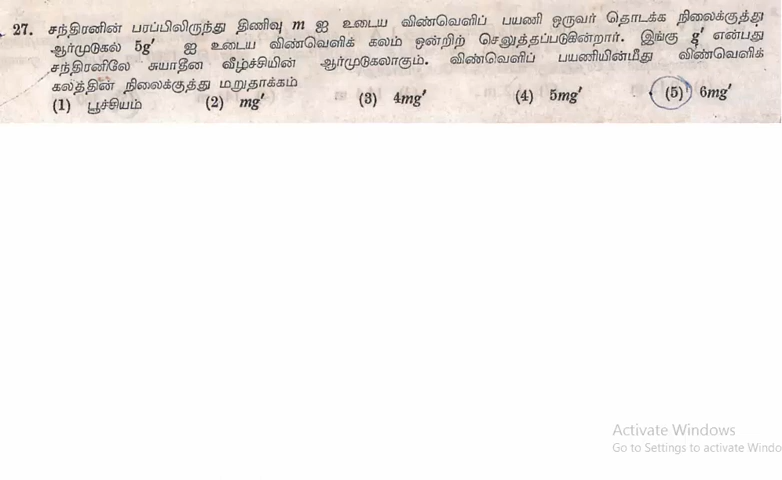 27. சந்திரனின் பரப்பிலிருந்து திணிவு m ஐ உடைய விண்வெளிப் பயணி ஒருவர் தொடக்க நிலைக்குத்து
ஆர்முடுகல் 5g′ ஐ உடைய விண்வெளிக் கலம் ஒன்றிற் செலுத்தப்படுகின்றார். இங்கு g′ என்பது
சந்திரனிலே சுயாதீன வீழ்ச்சியின் ஆர்முடுகலாகும். விண்வெளிப் பயணியின்மீது விண்வெளிக்
கலத்தின் நிலைக்குத்து மறுதாக்கம்
(1) பூச்சியம் (2) mg′ (3) 4mg′ (4) 5mg′ (5) 6mg′
Activate Windows
Go to Settings to activate Windo